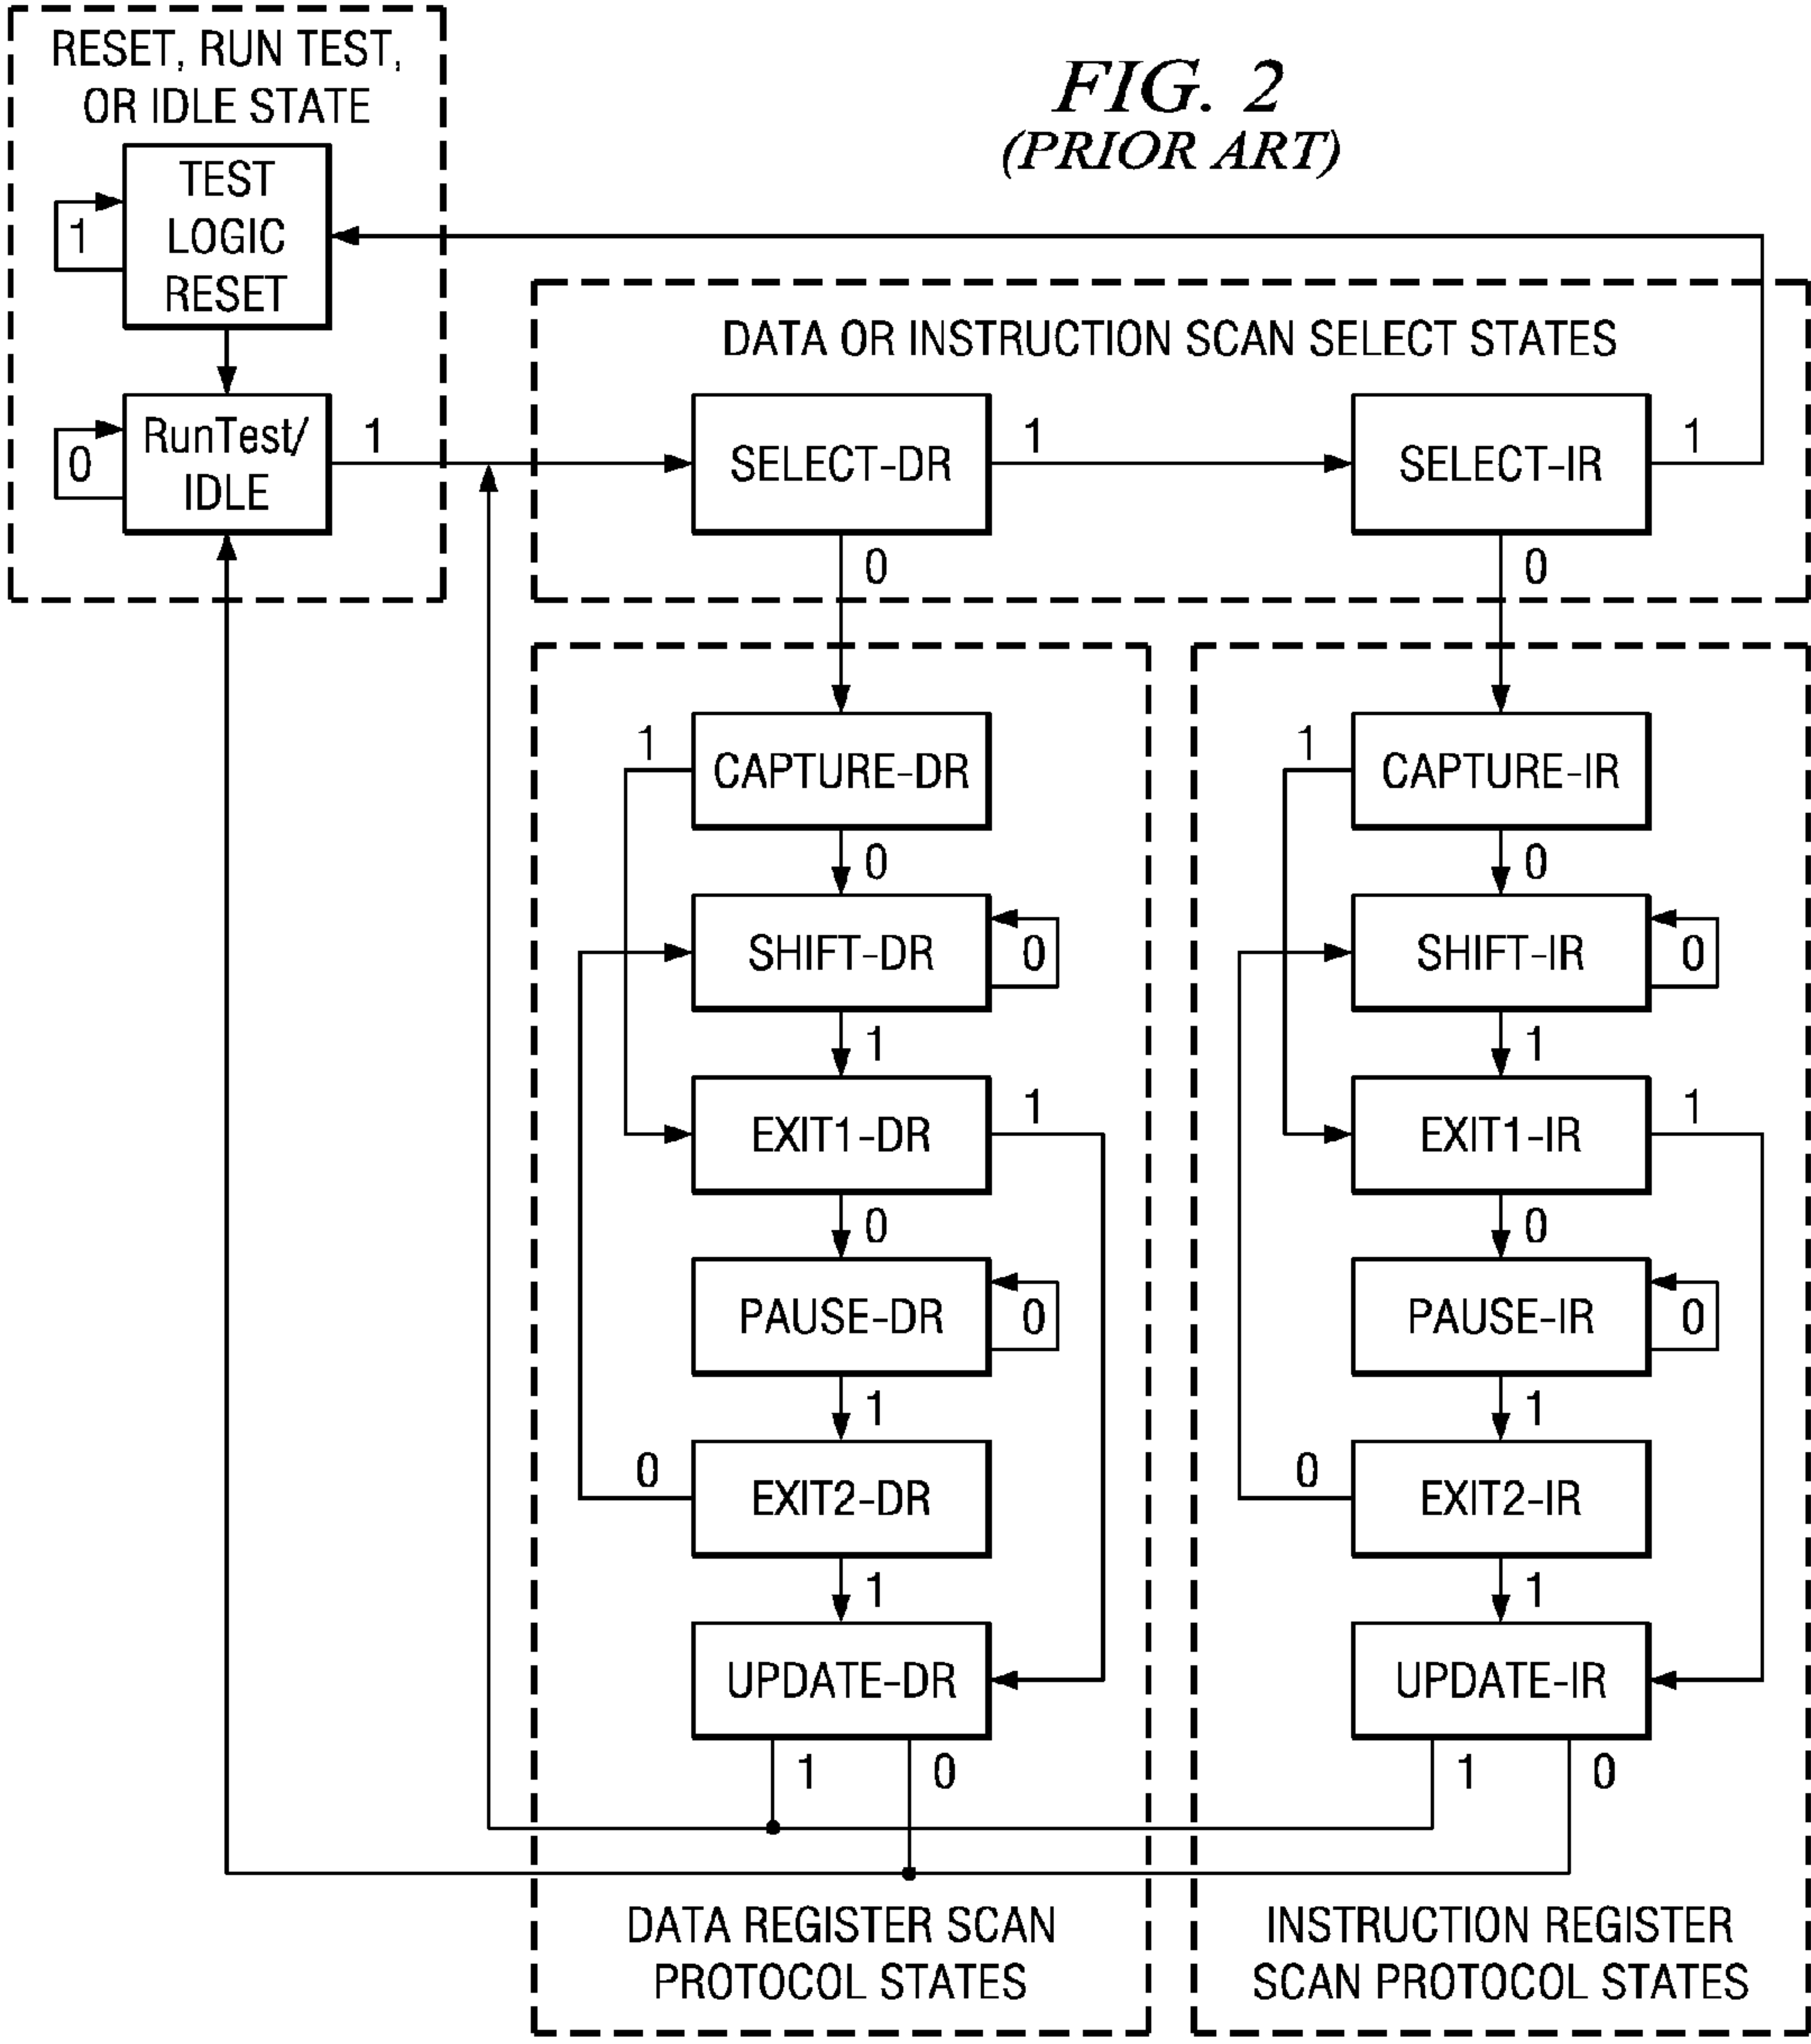 RESET, RUN TEST,
OR IDLE STATE
FIG. 2
(PRIOR ART)
TEST
LOGIC
RESET
1
RunTest/
IDLE
0
1
DATA OR INSTRUCTION SCAN SELECT STATES
SELECT-DR
1
SELECT-IR
1
0
0
1
CAPTURE-DR
0
SHIFT-DR
0
1
EXIT1-DR
1
0
PAUSE-DR
0
1
0
EXIT2-DR
1
UPDATE-DR
1
0
DATA REGISTER SCAN
PROTOCOL STATES
1
CAPTURE-IR
0
SHIFT-IR
0
1
EXIT1-IR
1
0
PAUSE-IR
0
1
0
EXIT2-IR
1
UPDATE-IR
1
0
INSTRUCTION REGISTER
SCAN PROTOCOL STATES